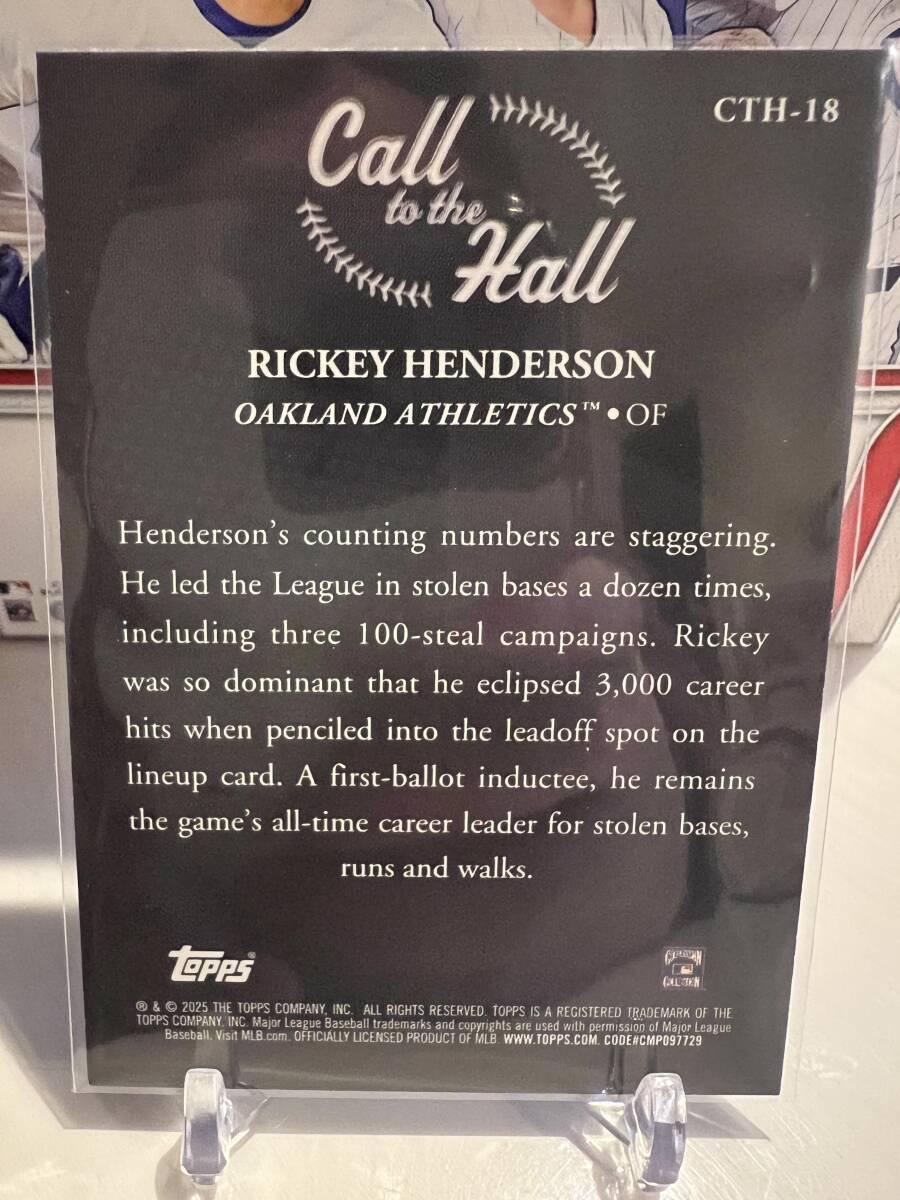 CTH-18
Call
to the
Hall
RICKEY HENDERSON
OAKLAND ATHLETICS™ • OF
Henderson's counting numbers are staggering.
He led the League in stolen bases a dozen times,
including three 100-steal campaigns. Rickey
was so dominant that he eclipsed 3,000 career
hits when penciled into the leadoff spot on the
lineup card. A first-ballot inductee, he remains
the game's all-time career leader for stolen bases,
runs and walks.
topps®
COOPERSTOWN
COLLECTION
® & © 2025 THE TOPPS COMPANY, INC. ALL RIGHTS RESERVED. TOPPS IS A REGISTERED TRADEMARK OF THE
TOPPS COMPANY, INC. Major League Baseball trademarks and copyrights are used with permission of Major League
Baseball. Visit MLB.com. OFFICIALLY LICENSED PRODUCT OF MLB. WWW.TOPPS.COM. CODE#CMP097729